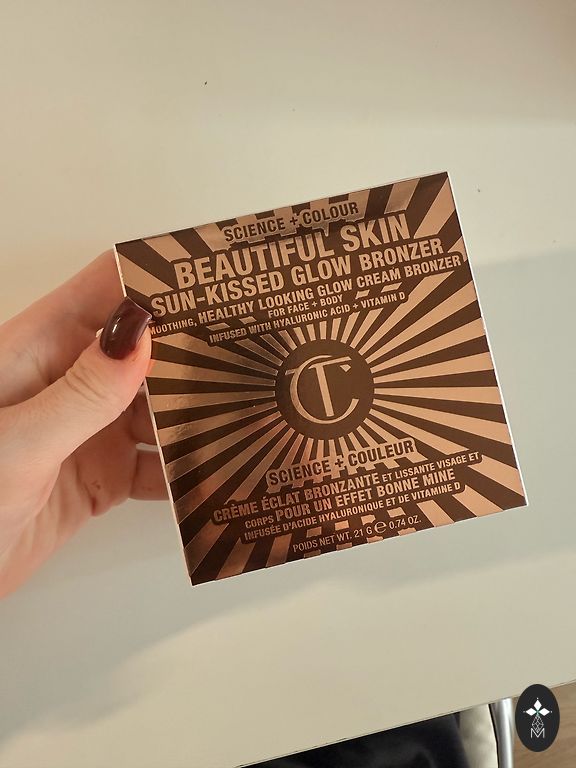 SCIENCE + COLOUR
BEAUTIFUL SKIN
SUN-KISSED GLOW BRONZER
MOOTHING, HEALTHY LOOKING GLOW CREAM BRONZER
FOR FACE + BODY
INFUSED WITH HYALURONIC ACID + VITAMIN D
CT
SCIENCE + COULEUR
CRÈME ÉCLAT BRONZANTE ET LISSANTE VISAGE ET
CORPS POUR UN EFFET BONNE MINE
INFUSÉE D'ACIDE HYALURONIQUE ET DE VITAMINE D
POIDS NET WT. 21 G ℮ 0.74 OZ.
M